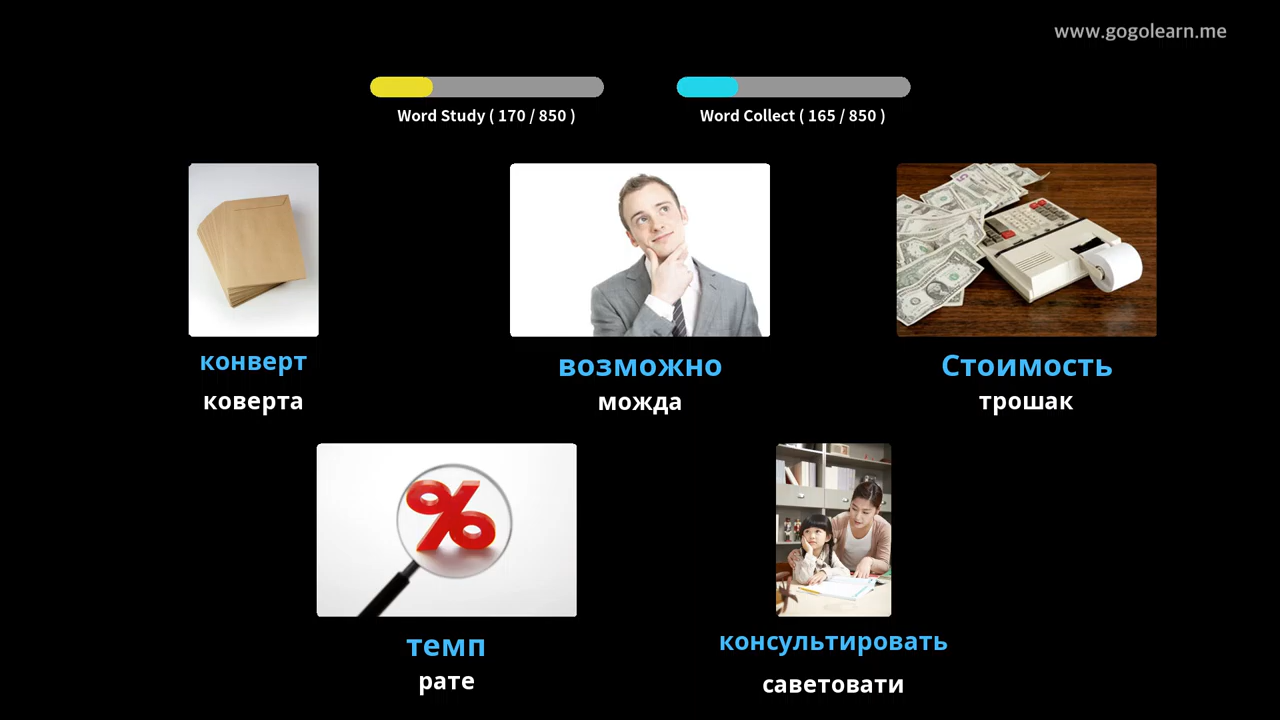 www.gogolearn.me
Word Study ( 170 / 850 )
Word Collect ( 165 / 850 )
конверт
коверта
возможно
можда
Стоимость
трошак
темп
рате
консультировать
саветовати